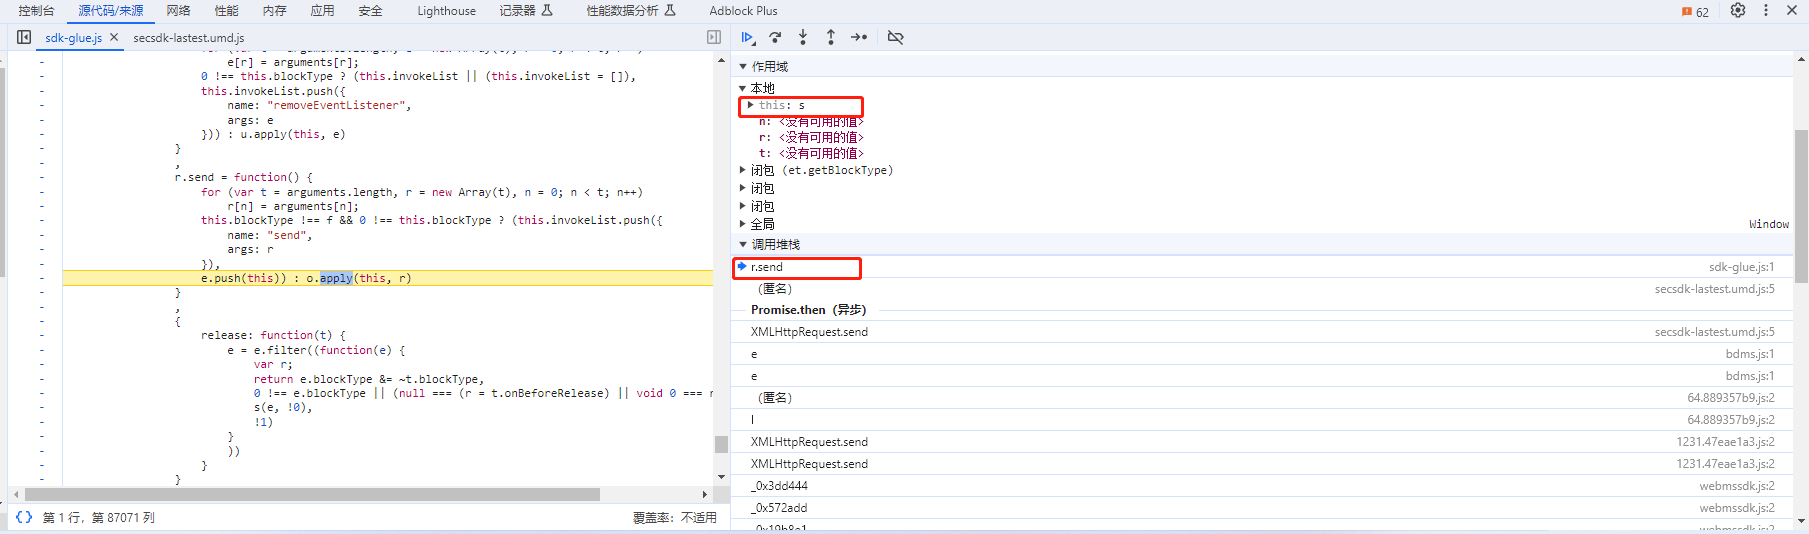 控制台 源代码/来源 网络 性能 内存 应用 安全 Lighthouse 记录器 性能数据分析 Adblock Plus 62
sdk-glue.js secsdk-lastest.umd.js
e[r] = arguments[r];
0 !== this.blockType ? (this.invokeList || (this.invokeList = []),
this.invokeList.push({
name: "removeEventListener",
args: e
})) : u.apply(this, e)
}
,
r.send = function() {
for (var t = arguments.length, r = new Array(t), n = 0; n < t; n++)
r[n] = arguments[n];
this.blockType !== f && 0 !== this.blockType ? (this.invokeList.push({
name: "send",
args: r
}),
e.push(this)) : o.apply(this, r)
}
,
{
release: function(t) {
e = e.filter((function(e) {
var r;
return e.blockType &= ~t.blockType,
0 !== e.blockType || (null === (r = t.onBeforeRelease) || void 0 ===
s(e, !0),
!1)
}
))
}
}
第 1 行，第 87071 列 覆盖率：不适用
作用域
本地
this: s
n: <没有可用的值>
r: <没有可用的值>
t: <没有可用的值>
闭包 (et.getBlockType)
闭包
闭包
全局 Window
调用堆栈
r.send sdk-glue.js:1
(匿名) secsdk-lastest.umd.js:5
Promise.then（异步）
XMLHttpRequest.send secsdk-lastest.umd.js:5
e bdms.js:1
e bdms.js:1
(匿名) 64.889357b9.js:2
l 64.889357b9.js:2
XMLHttpRequest.send 1231.47eae1a3.js:2
XMLHttpRequest.send 1231.47eae1a3.js:2
_0x3dd444 webmssdk.js:2
_0x572add webmssdk.js:2
_0x19b8e1 webmssdk.js:2